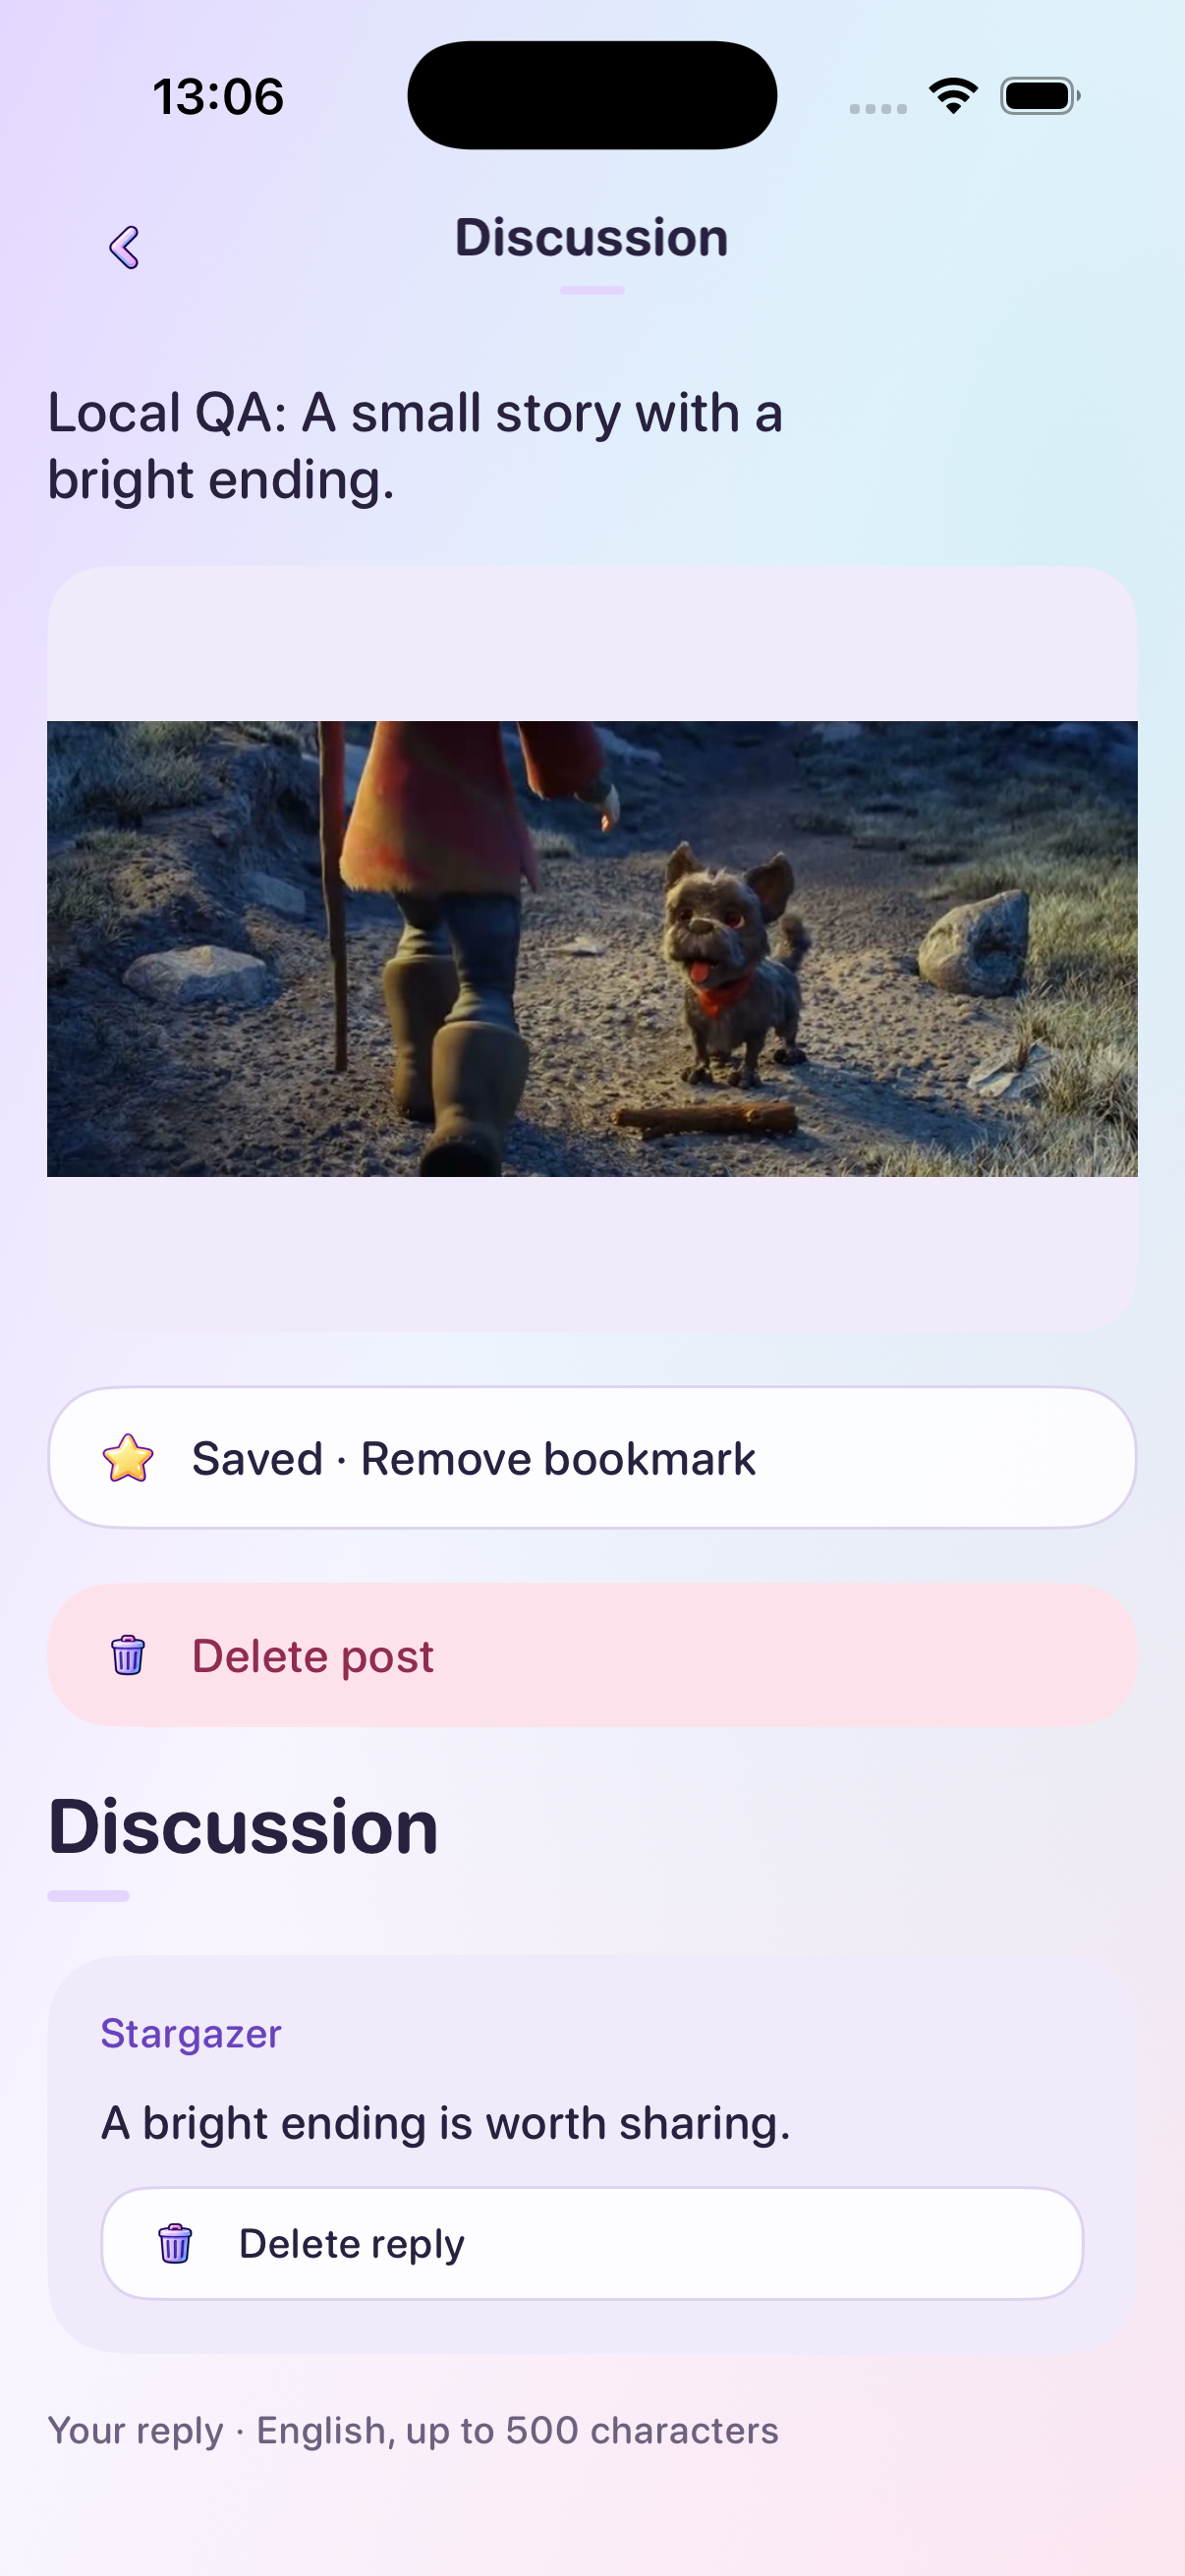 13:06
Discussion
Local QA: A small story with a
bright ending.
Saved · Remove bookmark
Delete post
Discussion
Stargazer
A bright ending is worth sharing.
Delete reply
Your reply · English, up to 500 characters